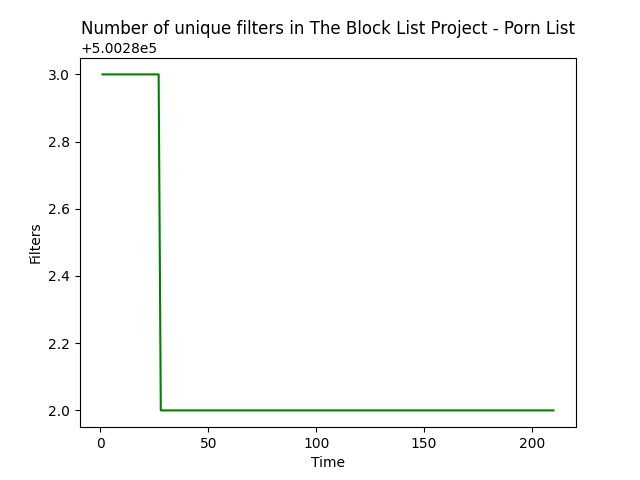 Number of unique filters in The Block List Project - Porn List
+5.0028e5
3.0
2.8
2.6
2.4
2.2
2.0
Filters
0 50 100 150 200
Time